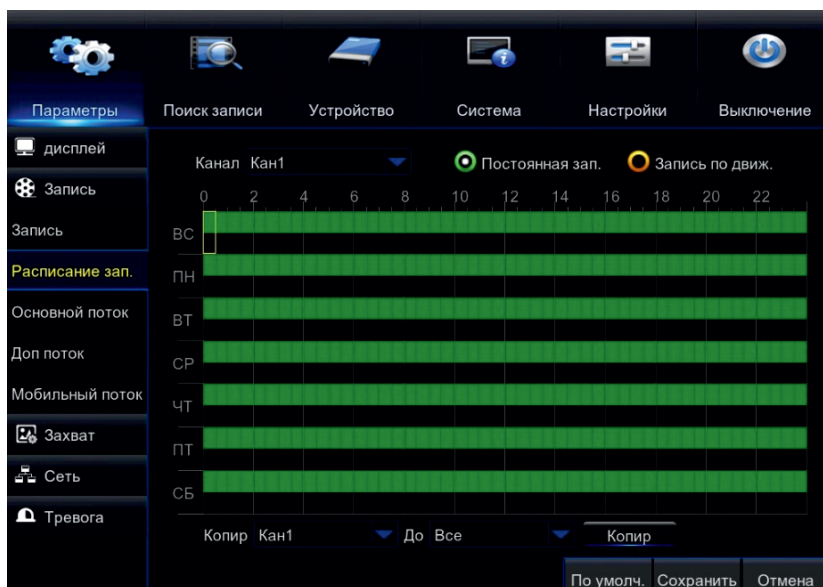 Параметры Поиск записи Устройство Система Настройки Выключение
дисплей
Запись
Запись
Расписание зап.
Основной поток
Доп поток
Мобильный поток
Захват
Сеть
Тревога
Канал Кан1 Постоянная зап. Запись по движ.
0 2 4 6 8 10 12 14 16 18 20 22
ВС
ПН
ВТ
СР
ЧТ
ПТ
СБ
Копир Кан1 До Все Копир
По умолч. Сохранить Отмена